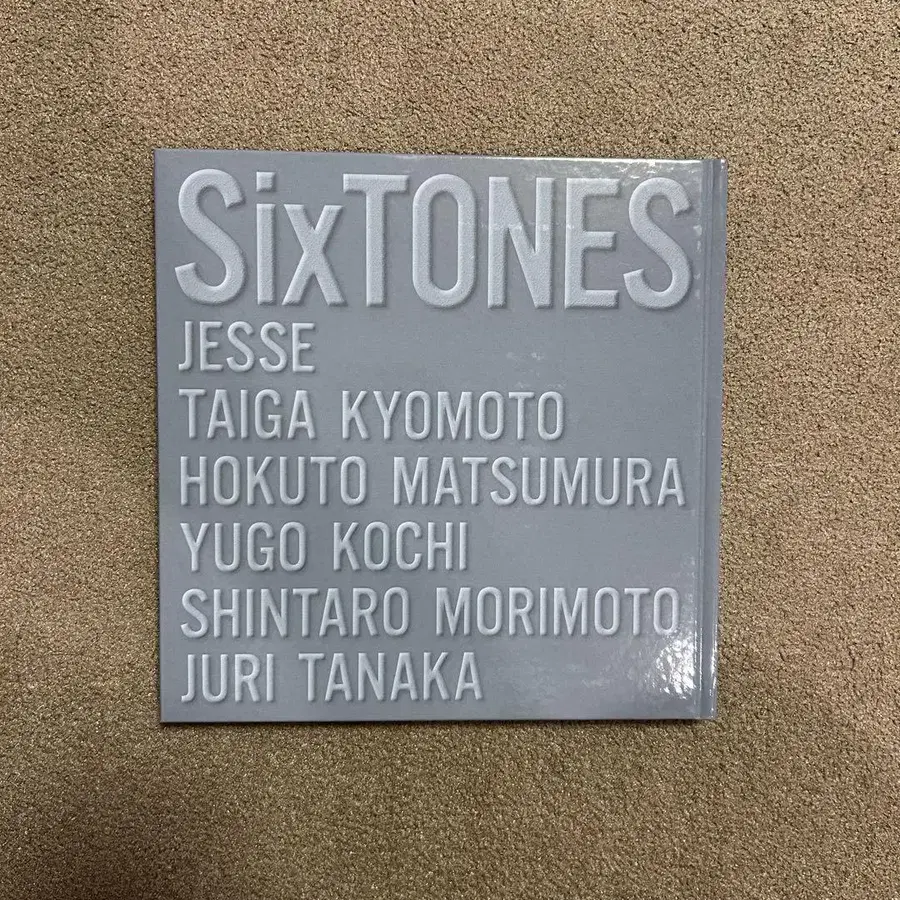 SixTONES
JESSE
TAIGA KYOMOTO
HOKUTO MATSUMURA
YUGO KOCHI
SHINTARO MORIMOTO
JURI TANAKA